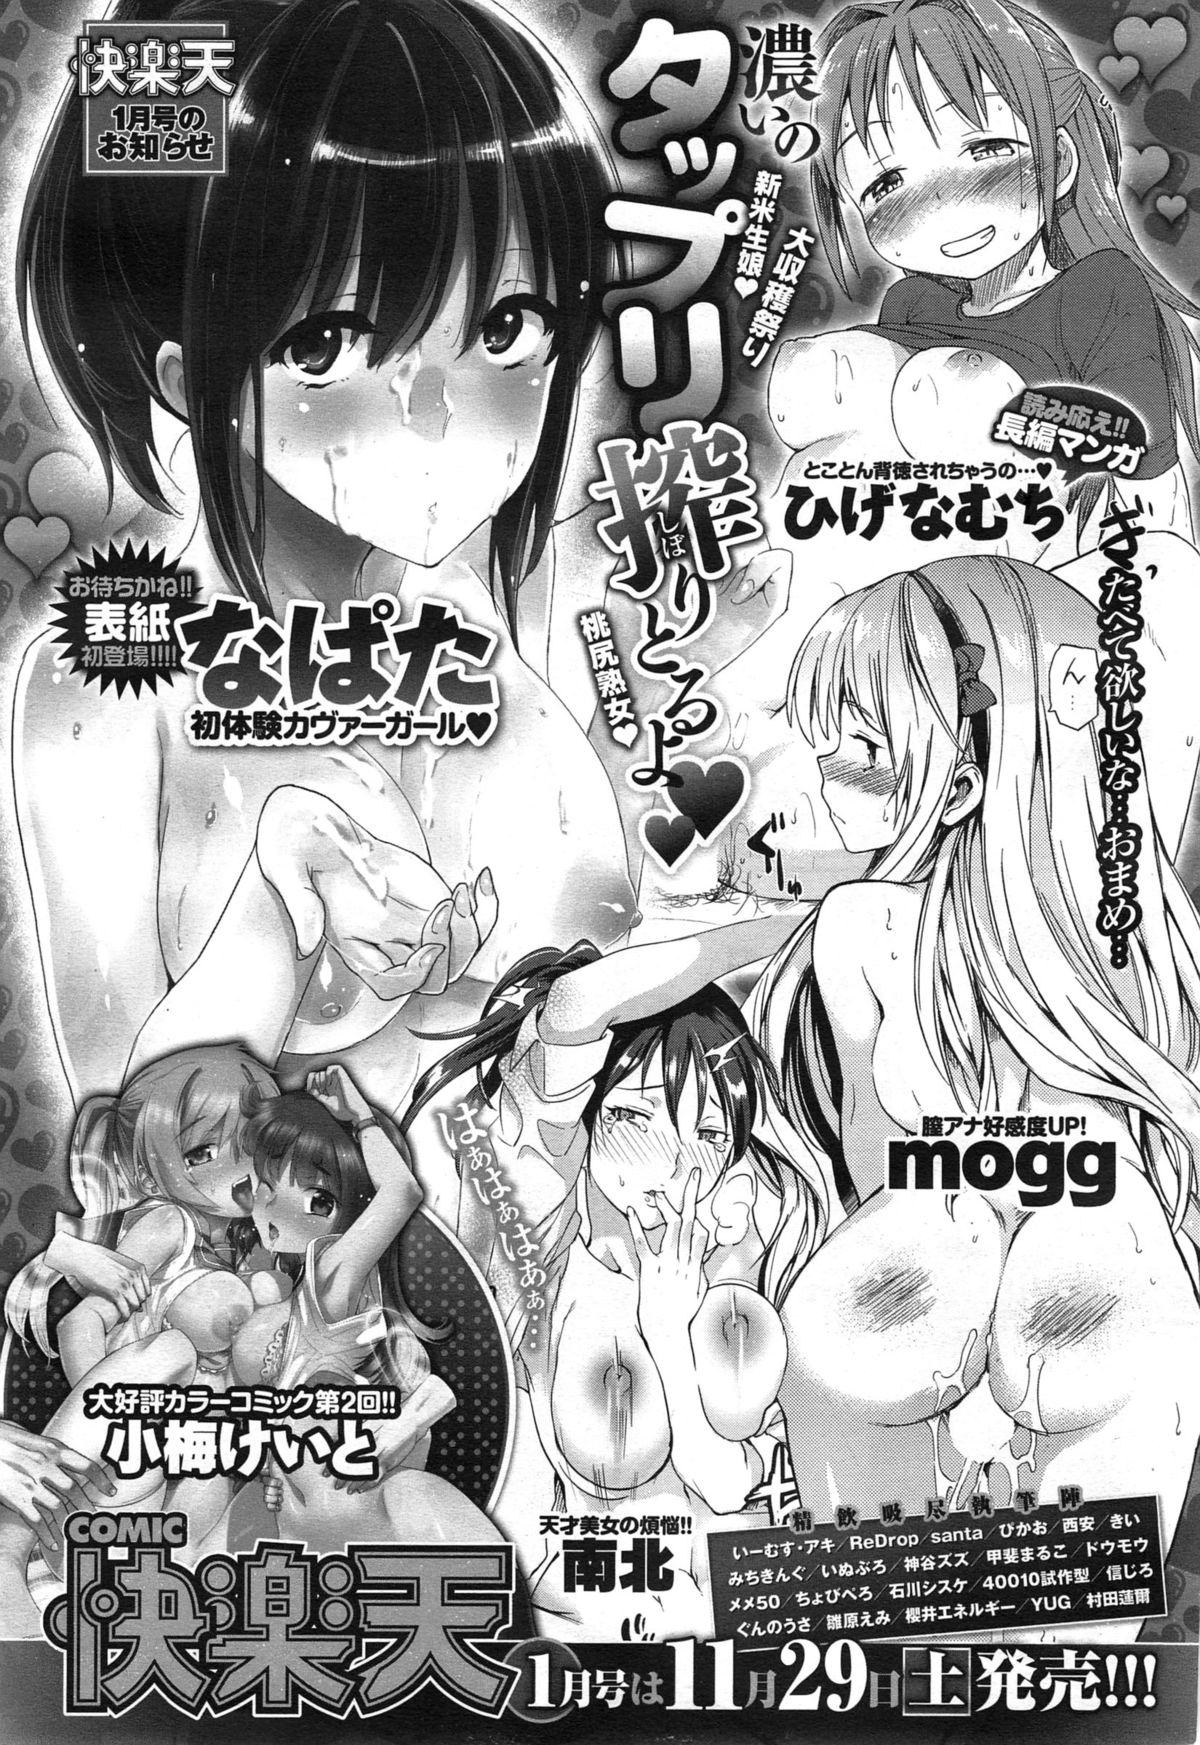 快楽天
1月号の
お知らせ
濃いの
タップリ
搾りとるよ♥♥
しぼ
大収穫祭り
新米生娘♥
桃尻熟女♥
読み応え!!
長編マンガ
とことん背徳されちゃうの…♥
ひげなむち
お待ちかね!!
表紙
初登場!!!!
なぱた
初体験カヴァーガール♥
たべて欲しいな…おまめ…
ん…
膣アナ好感度UP!
mogg
はぁはぁはぁはぁぁ…
大好評カラーコミック第2回!!
小梅けいと
天才美女の煩悩!!
南北
精飲吸尽執筆陣
いーむす・アキ/ReDrop/santa/ぴかお/西安/きい
みちきんぐ/いぬぶろ/神谷ズズ/甲斐まるこ/ドウモウ
メメ50/ちょびぺろ/石川シスケ/40010試作型/信じろ
ぐんのうさ/雛原えみ/櫻井エネルギー/YUG/村田蓮爾
COMIC
快楽天
1月号は11月29日土発売!!!